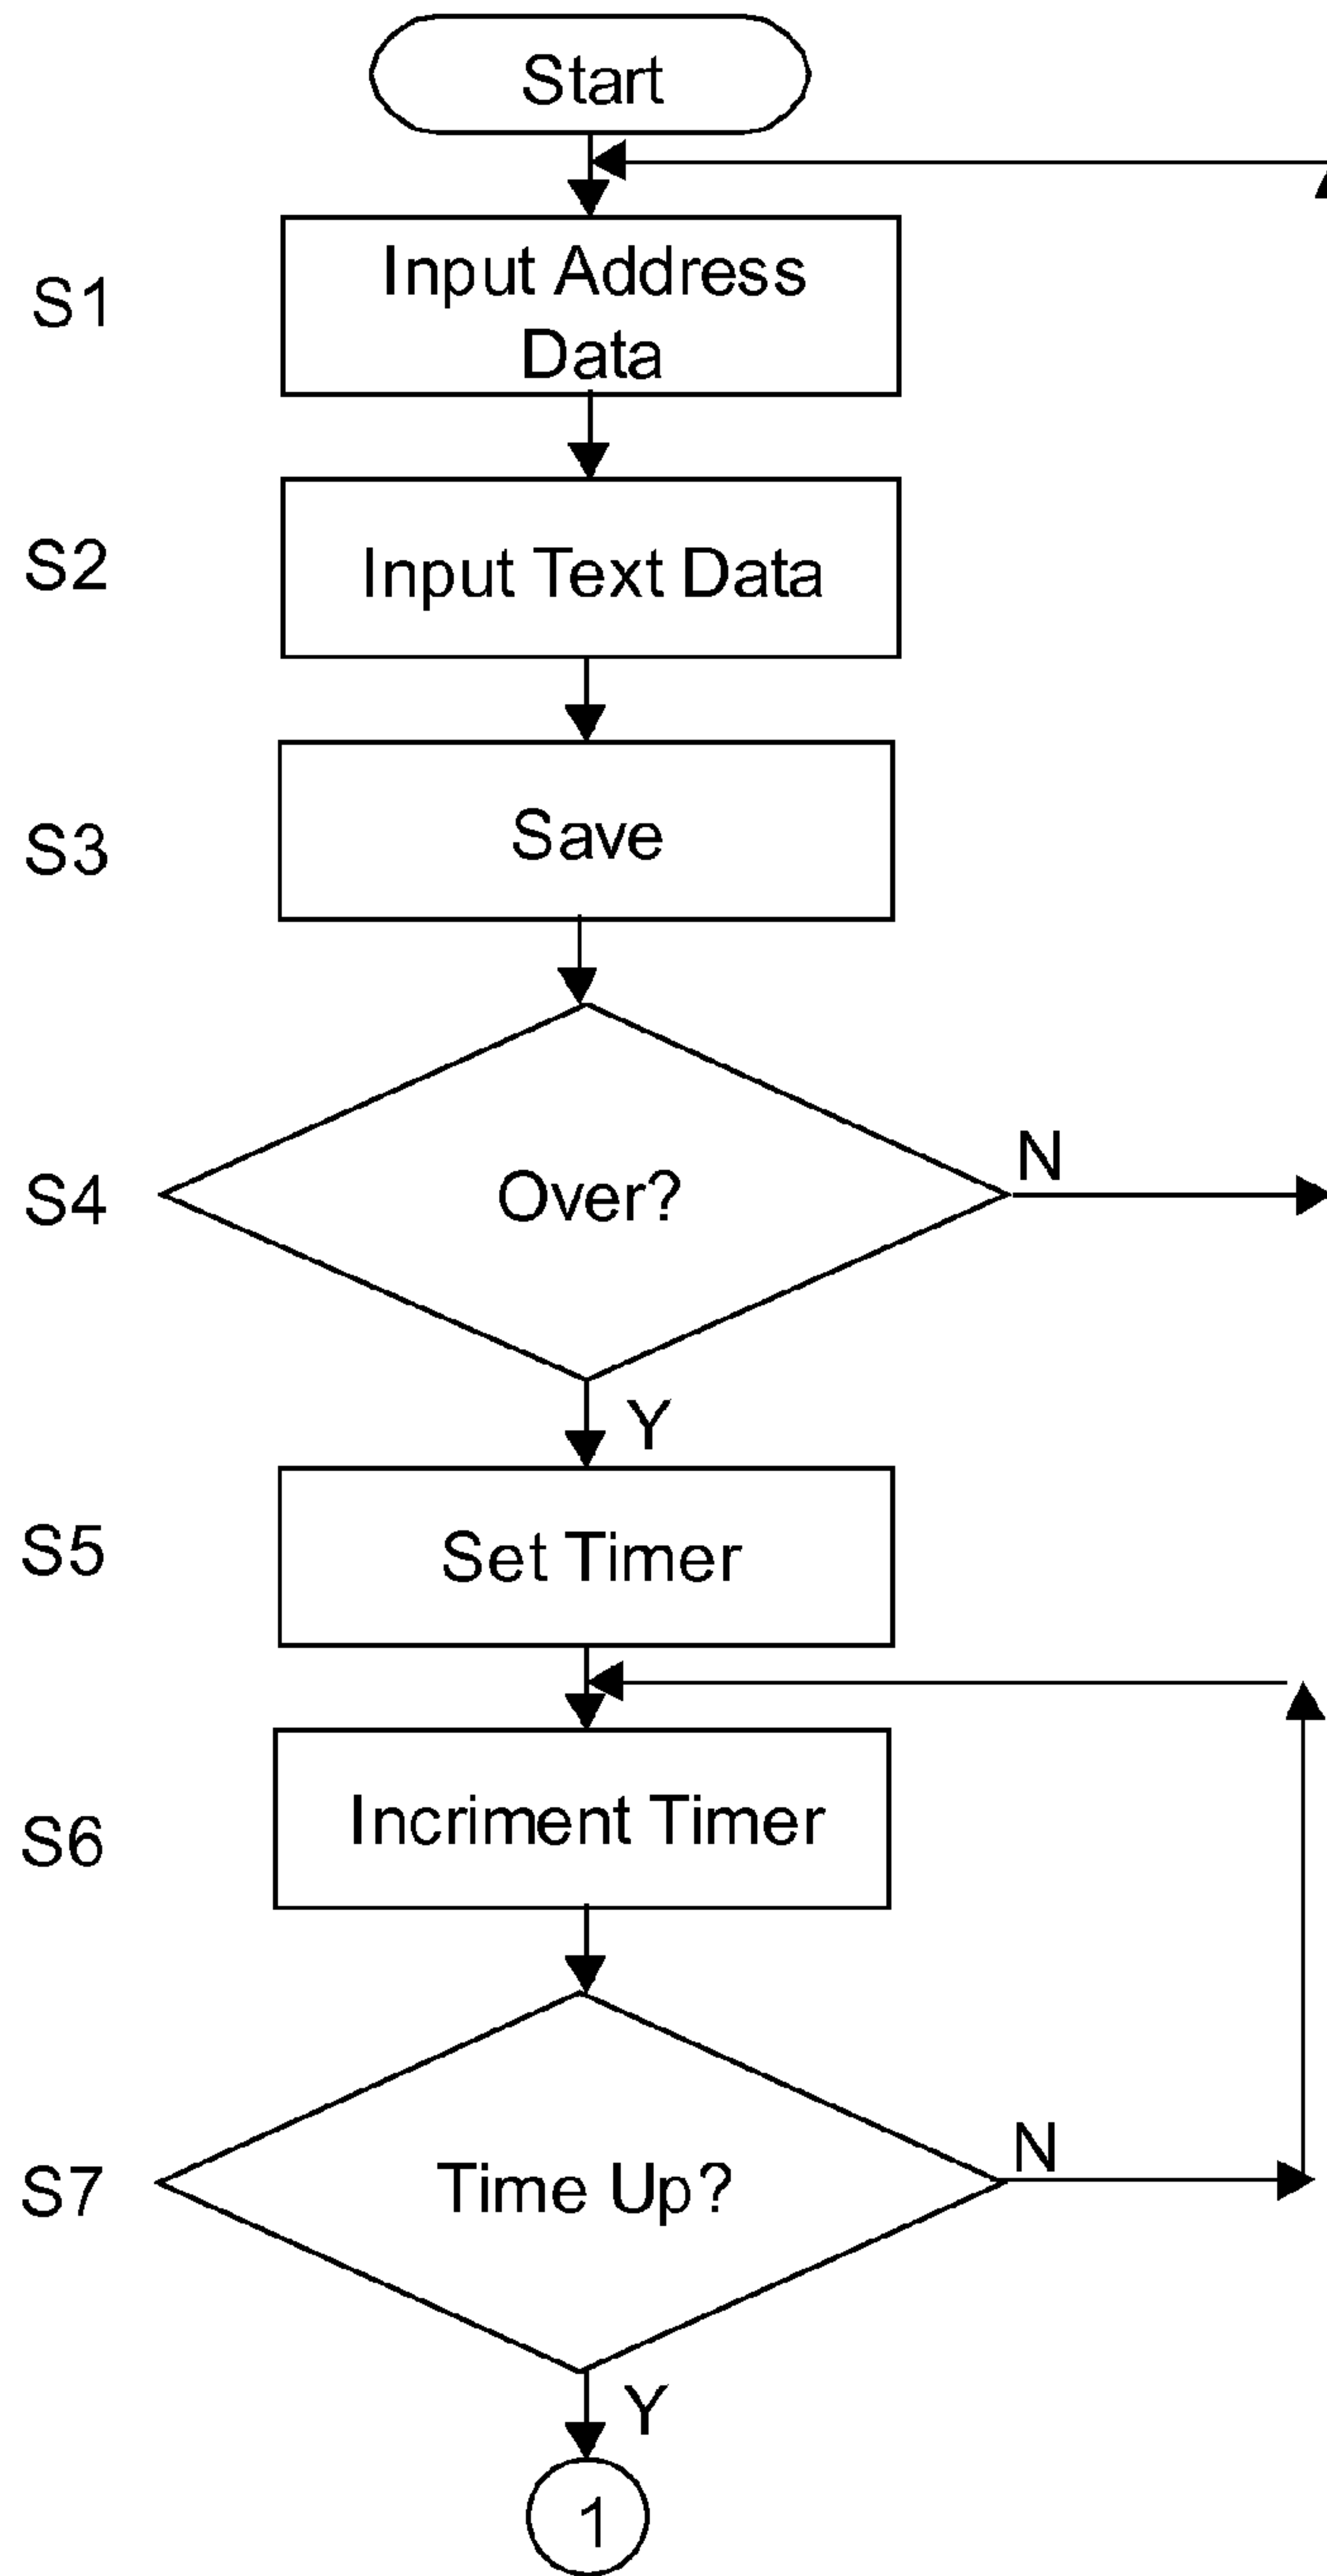 Start
S1
Input Address
Data
S2
Input Text Data
S3
Save
S4
Over?
N
Y
S5
Set Timer
S6
Incriment Timer
S7
Time Up?
N
Y
1